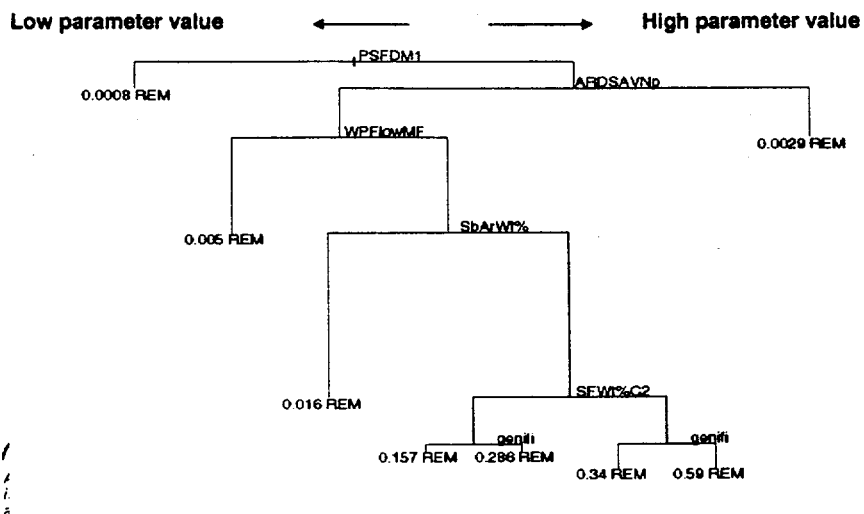 Low parameter value
High parameter value
PSFDM1
0.0008 REM
ARDSAVNp
WPFlowMF
0.0029 REM
0.005 REM
SbArWt%
0.016 REM
SFWt%C2
genifi
genifi
0.157 REM
0.286 REM
0.34 REM
0.59 REM